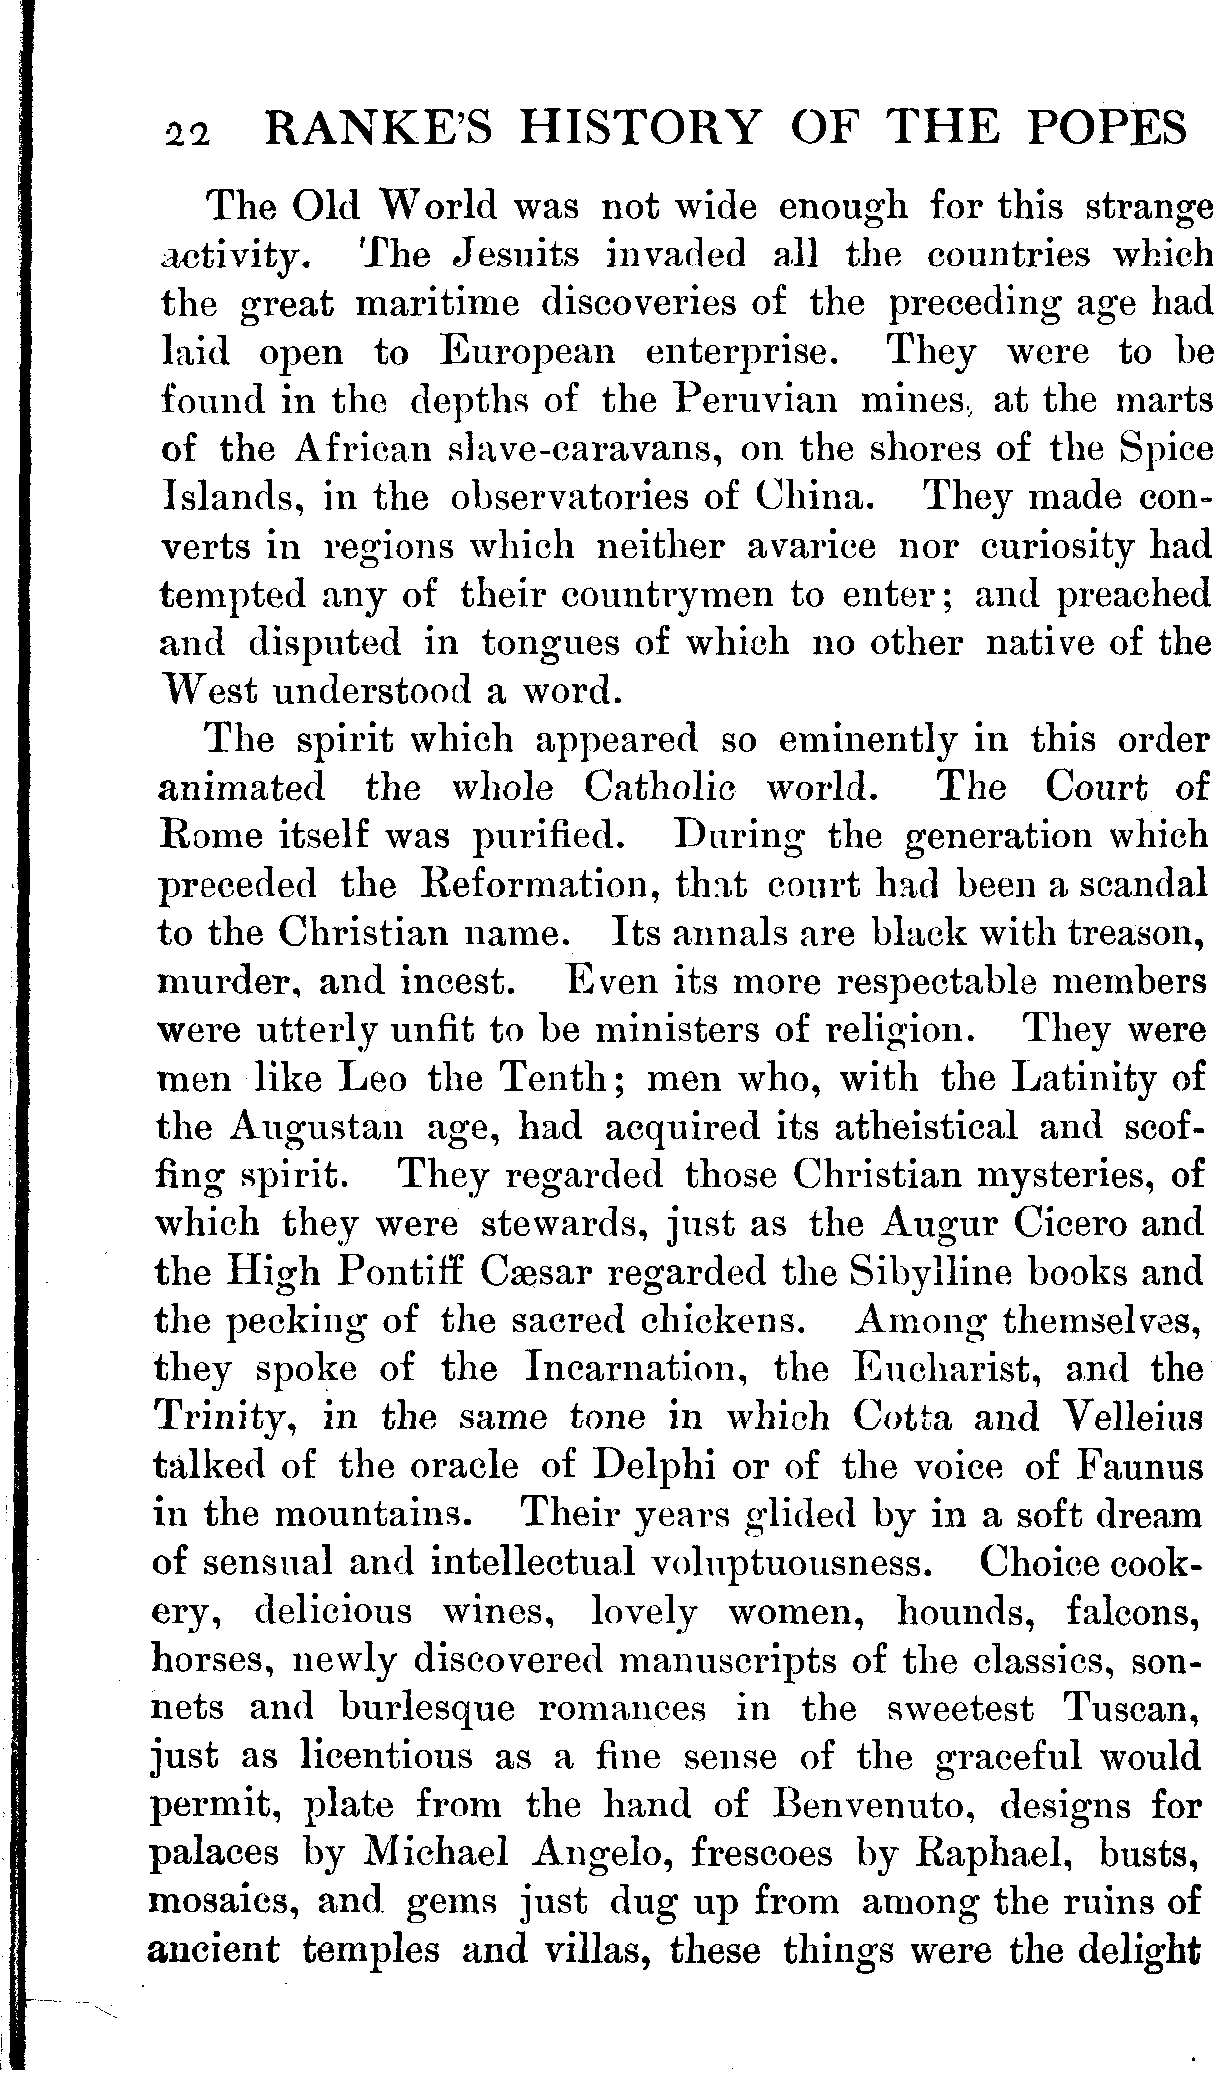 22 RANKE'S HISTORY OF THE POPES
The Old World was not wide enough for this strange
activity. The Jesuits invaded all the countries which
the great maritime discoveries of the preceding age had
laid open to European enterprise. They were to be
found in the depths of the Peruvian mines, at the marts
of the African slave-caravans, on the shores of the Spice
Islands, in the observatories of China. They made con-
verts in regions which neither avarice nor curiosity had
tempted any of their countrymen to enter; and preached
and disputed in tongues of which no other native of the
West understood a word.
The spirit which appeared so eminently in this order
animated the whole Catholic world. The Court of
Rome itself was purified. During the generation which
preceded the Reformation, that court had been a scandal
to the Christian name. Its annals are black with treason,
murder, and incest. Even its more respectable members
were utterly unfit to be ministers of religion. They were
men like Leo the Tenth; men who, with the Latinity of
the Augustan age, had acquired its atheistical and scof-
fing spirit. They regarded those Christian mysteries, of
which they were stewards, just as the Augur Cicero and
the High Pontiff Cæsar regarded the Sibylline books and
the pecking of the sacred chickens. Among themselves,
they spoke of the Incarnation, the Eucharist, and the
Trinity, in the same tone in which Cotta and Velleius
talked of the oracle of Delphi or of the voice of Faunus
in the mountains. Their years glided by in a soft dream
of sensual and intellectual voluptuousness. Choice cook-
ery, delicious wines, lovely women, hounds, falcons,
horses, newly discovered manuscripts of the classics, son-
nets and burlesque romances in the sweetest Tuscan,
just as licentious as a fine sense of the graceful would
permit, plate from the hand of Benvenuto, designs for
palaces by Michael Angelo, frescoes by Raphael, busts,
mosaics, and gems just dug up from among the ruins of
ancient temples and villas, these things were the delight